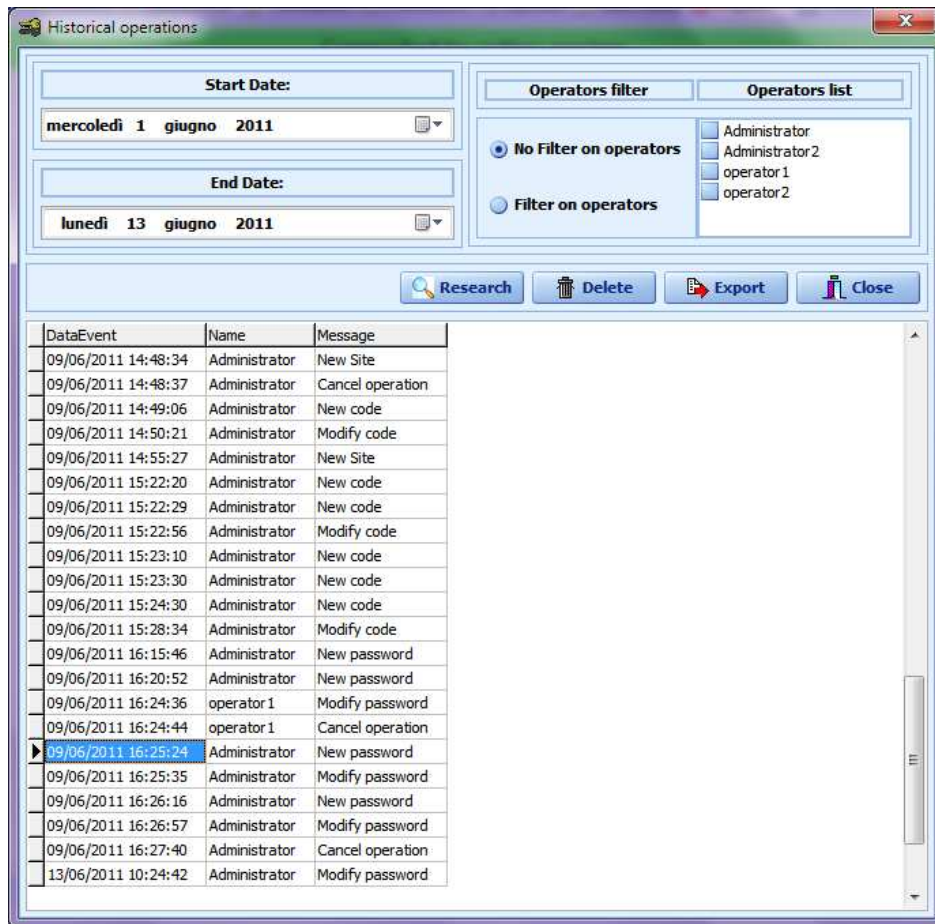 Historical operations
Start Date:
mercoledì 1 giugno 2011
End Date:
lunedì 13 giugno 2011
Operators filter
Operators list
No Filter on operators
Filter on operators
Administrator
Administrator2
operator1
operator2
Research Delete Export Close
DataEvent Name Message
09/06/2011 14:48:34 Administrator New Site
09/06/2011 14:48:37 Administrator Cancel operation
09/06/2011 14:49:06 Administrator New code
09/06/2011 14:50:21 Administrator Modify code
09/06/2011 14:55:27 Administrator New Site
09/06/2011 15:22:20 Administrator New code
09/06/2011 15:22:29 Administrator New code
09/06/2011 15:22:56 Administrator Modify code
09/06/2011 15:23:10 Administrator New code
09/06/2011 15:23:30 Administrator New code
09/06/2011 15:24:30 Administrator New code
09/06/2011 15:28:34 Administrator Modify code
09/06/2011 16:15:46 Administrator New password
09/06/2011 16:20:52 Administrator New password
09/06/2011 16:24:36 operator1 Modify password
09/06/2011 16:24:44 operator1 Cancel operation
09/06/2011 16:25:24 Administrator New password
09/06/2011 16:25:35 Administrator Modify password
09/06/2011 16:26:16 Administrator New password
09/06/2011 16:26:57 Administrator Modify password
09/06/2011 16:27:40 Administrator Cancel operation
13/06/2011 10:24:42 Administrator Modify password